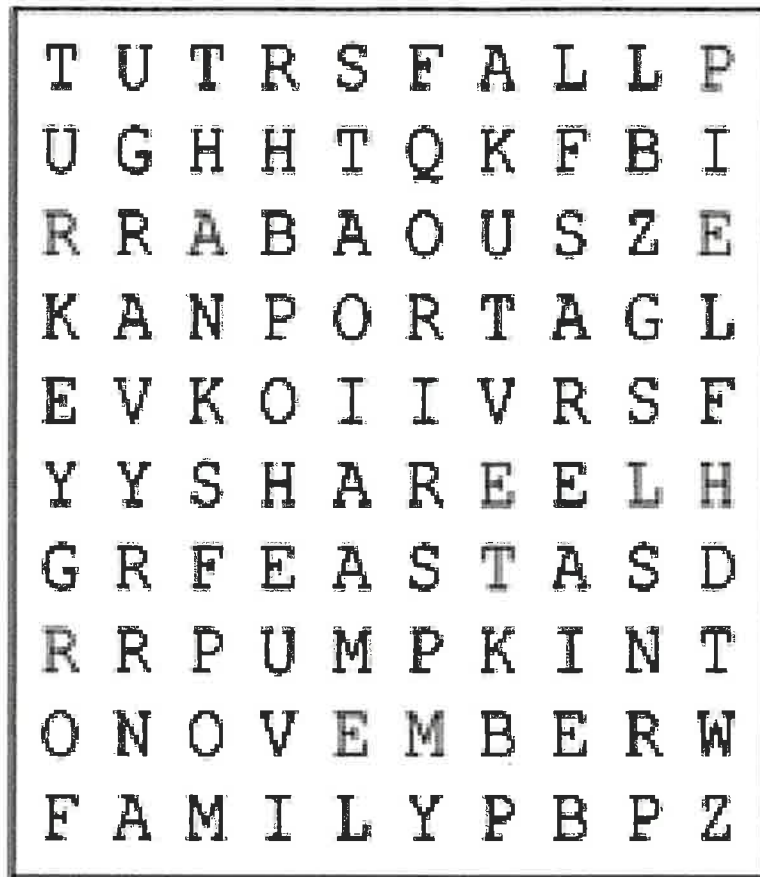 T U T R S F A L L P
U G H H T Q K F B I
R R A B A O U S Z E
K A N P O R T A G L
E V K O I I V R S F
Y Y S H A R E E L H
G R F E A S T A S D
R R P U M P K I N T
O N O V E M B E R W
F A M I L Y P B P Z